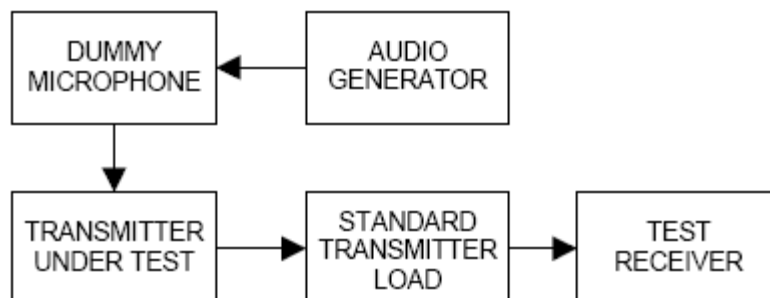 DUMMY
MICROPHONE
AUDIO
GENERATOR
TRANSMITTER
UNDER TEST
STANDARD
TRANSMITTER
LOAD
TEST
RECEIVER